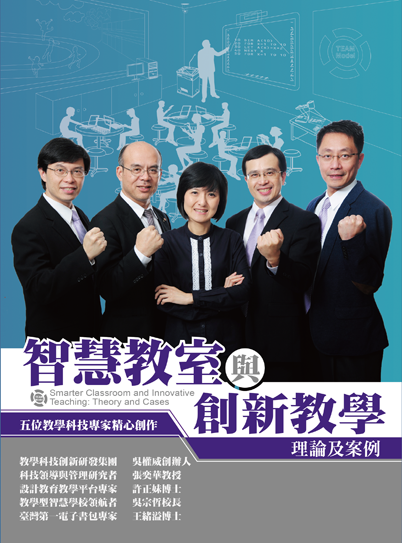 TEAM
Model
智慧教室與
Smarter Classroom and Innovative
Teaching: Theory and Cases
創新教學
理論及案例
五位教學科技專家精心創作
教學科技創新研發集團 吳權威創辦人
科技領導與管理研究者 張奕華教授
設計教育教學平台專家 許正妹博士
教學型智慧學校領航者 吳宗哲校長
臺灣第一電子書包專家 王緒溢博士